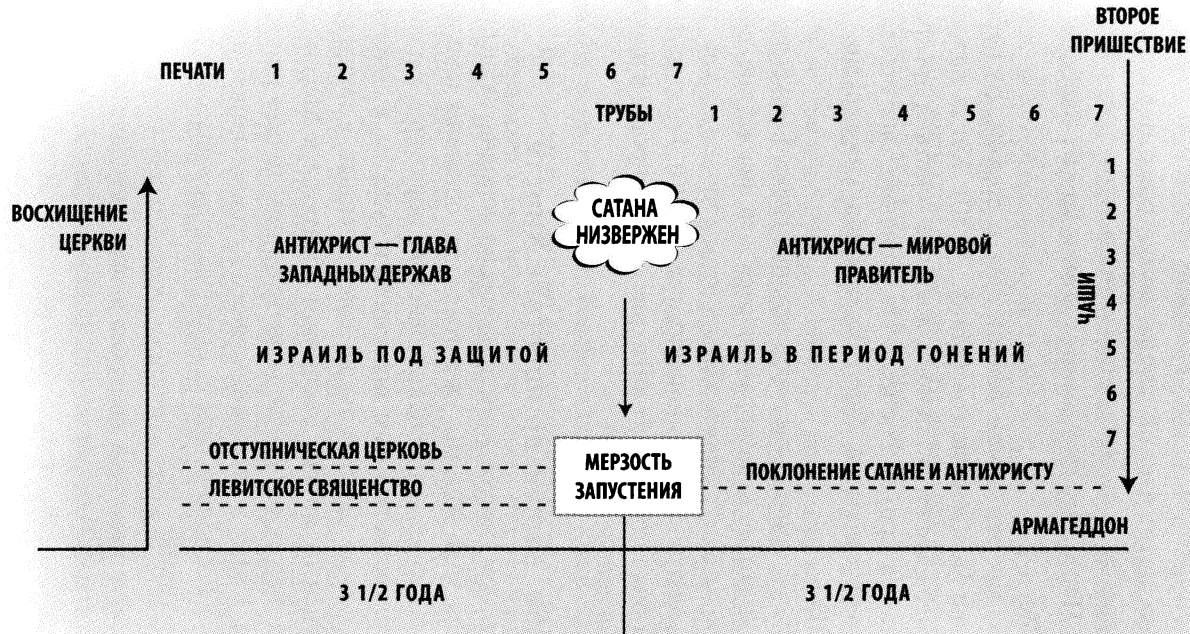 ВТОРОЕ
ПРИШЕСТВИЕ
ПЕЧАТИ 1 2 3 4 5 6 7
ТРУБЫ 1 2 3 4 5 6 7
ВОСХИЩЕНИЕ
ЦЕРКВИ
САТАНА
НИЗВЕРЖЕН
АНТИХРИСТ — ГЛАВА
ЗАПАДНЫХ ДЕРЖАВ
АНТИХРИСТ — МИРОВОЙ
ПРАВИТЕЛЬ
ЧАШИ
1
2
3
4
5
6
7
ИЗРАИЛЬ ПОД ЗАЩИТОЙ
ИЗРАИЛЬ В ПЕРИОД ГОНЕНИЙ
ОТСТУПНИЧЕСКАЯ ЦЕРКОВЬ
ЛЕВИТСКОЕ СВЯЩЕНСТВО
МЕРЗОСТЬ
ЗАПУСТЕНИЯ
ПОКЛОНЕНИЕ САТАНЕ И АНТИХРИСТУ
АРМАГЕДДОН
3 1/2 ГОДА
3 1/2 ГОДА